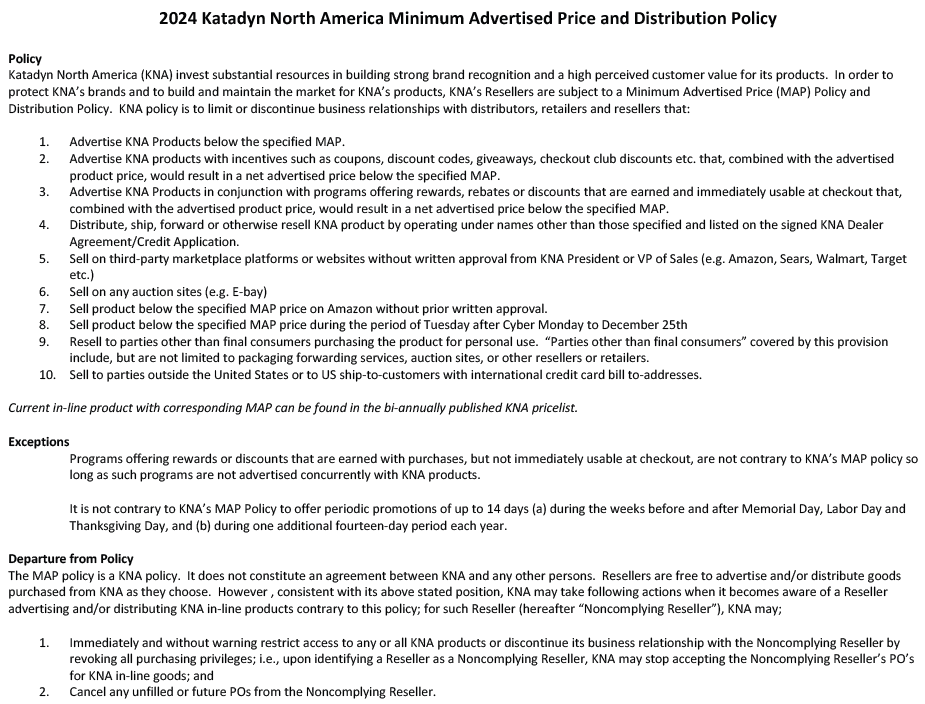 2024 Katadyn North America Minimum Advertised Price and Distribution Policy
Policy
Katadyn North America (KNA) invest substantial resources in building strong brand recognition and a high perceived customer value for its products.  In order to
protect KNA's brands and to build and maintain the market for KNA's products, KNA's Resellers are subject to a Minimum Advertised Price (MAP) Policy and
Distribution Policy.  KNA policy is to limit or discontinue business relationships with distributors, retailers and resellers that:
1. Advertise KNA Products below the specified MAP.
2. Advertise KNA products with incentives such as coupons, discount codes, giveaways, checkout club discounts etc. that, combined with the advertised
product price, would result in a net advertised price below the specified MAP.
3. Advertise KNA Products in conjunction with programs offering rewards, rebates or discounts that are earned and immediately usable at checkout that,
combined with the advertised product price, would result in a net advertised price below the specified MAP.
4. Distribute, ship, forward or otherwise resell KNA product by operating under names other than those specified and listed on the signed KNA Dealer
Agreement/Credit Application.
5. Sell on third-party marketplace platforms or websites without written approval from KNA President or VP of Sales (e.g. Amazon, Sears, Walmart, Target
etc.)
6. Sell on any auction sites (e.g. E-bay)
7. Sell product below the specified MAP price on Amazon without prior written approval.
8. Sell product below the specified MAP price during the period of Tuesday after Cyber Monday to December 25th
9. Resell to parties other than final consumers purchasing the product for personal use.  "Parties other than final consumers" covered by this provision
include, but are not limited to packaging forwarding services, auction sites, or other resellers or retailers.
10. Sell to parties outside the United States or to US ship-to-customers with international credit card bill to-addresses.
Current in-line product with corresponding MAP can be found in the bi-annually published KNA pricelist.
Exceptions
Programs offering rewards or discounts that are earned with purchases, but not immediately usable at checkout, are not contrary to KNA's MAP policy so
long as such programs are not advertised concurrently with KNA products.
It is not contrary to KNA's MAP Policy to offer periodic promotions of up to 14 days (a) during the weeks before and after Memorial Day, Labor Day and
Thanksgiving Day, and (b) during one additional fourteen-day period each year.
Departure from Policy
The MAP policy is a KNA policy.  It does not constitute an agreement between KNA and any other persons.  Resellers are free to advertise and/or distribute goods
purchased from KNA as they choose.  However , consistent with its above stated position, KNA may take following actions when it becomes aware of a Reseller
advertising and/or distributing KNA in-line products contrary to this policy; for such Reseller (hereafter "Noncomplying Reseller"), KNA may;
1. Immediately and without warning restrict access to any or all KNA products or discontinue its business relationship with the Noncomplying Reseller by
revoking all purchasing privileges; i.e., upon identifying a Reseller as a Noncomplying Reseller, KNA may stop accepting the Noncomplying Reseller's PO's
for KNA in-line goods; and
2. Cancel any unfilled or future POs from the Noncomplying Reseller.